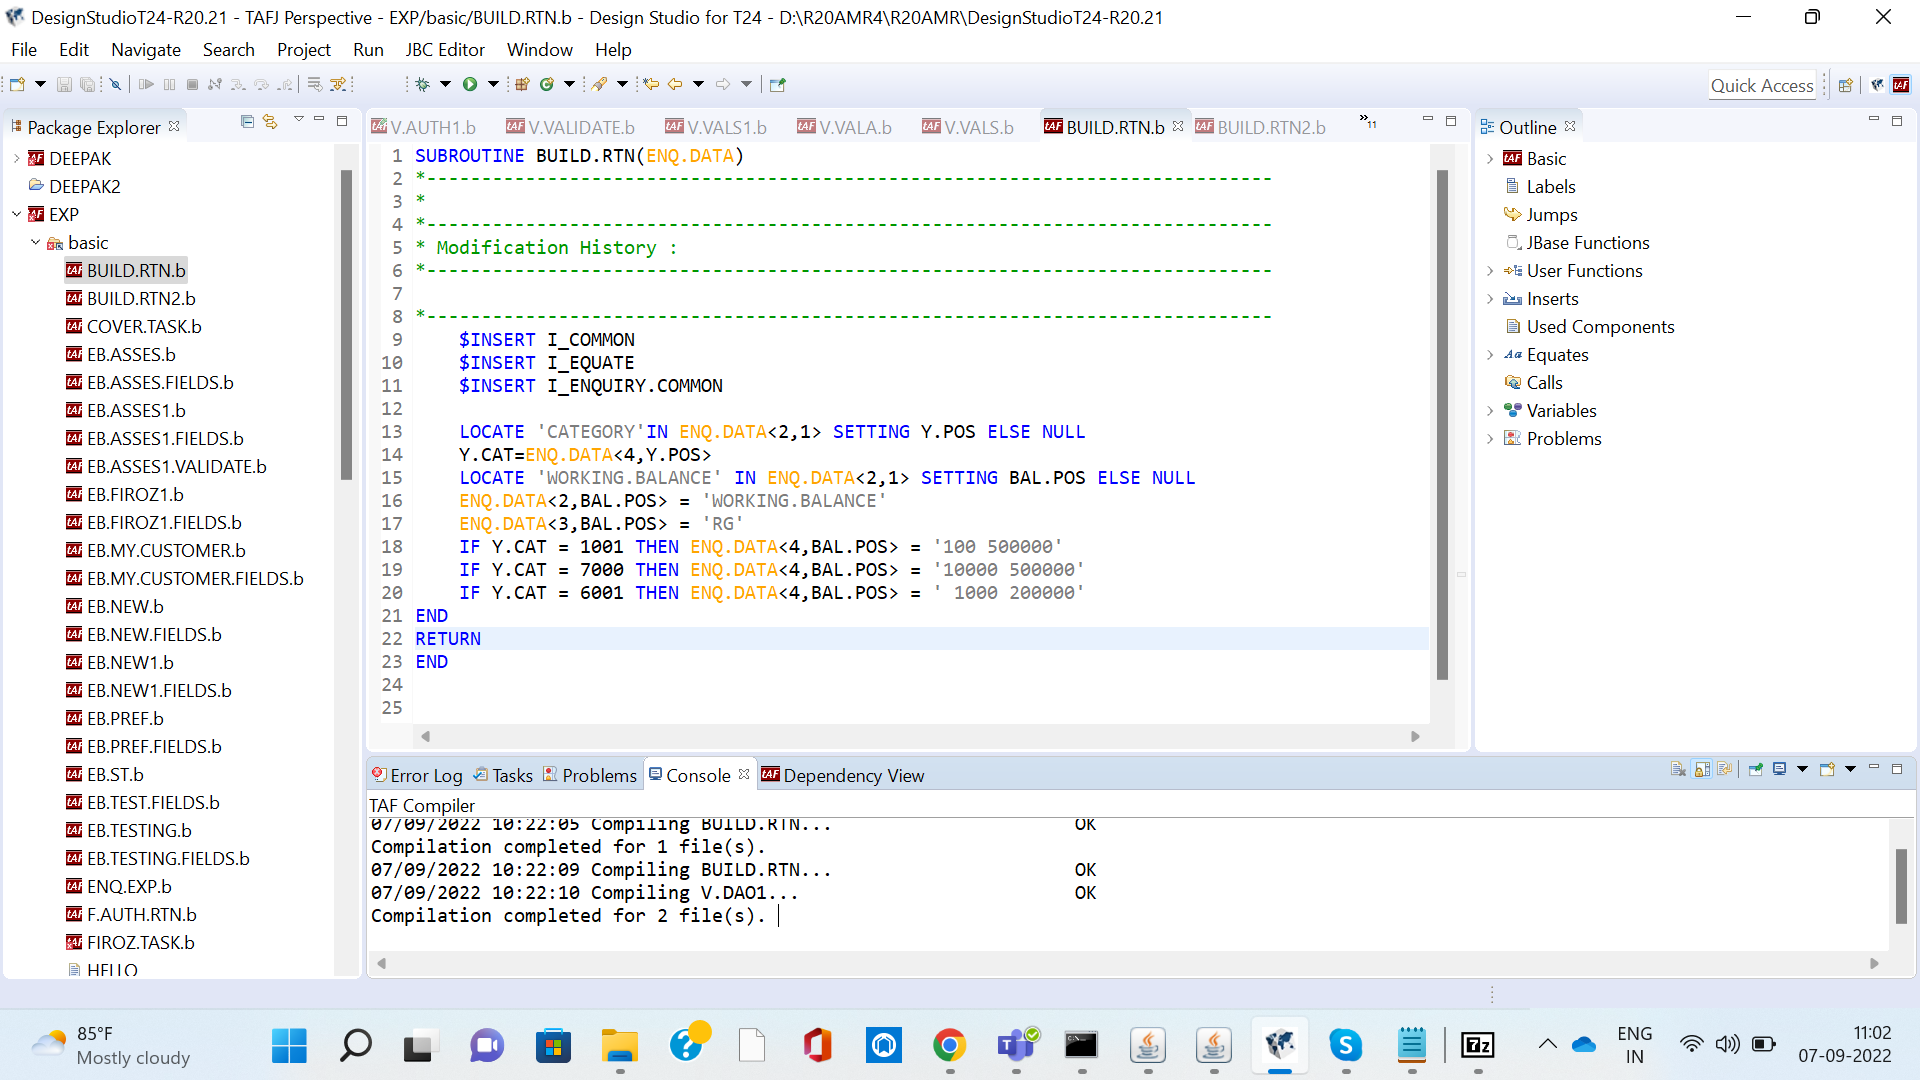 DesignStudioT24-R20.21 - TAFJ Perspective - EXP/basic/BUILD.RTN.b - Design Studio for T24 - D:\R20AMR4\R20AMR\DesignStudioT24-R20.21
File Edit Navigate Search Project Run JBC Editor Window Help
Quick Access
Package Explorer
DEEPAK
DEEPAK2
EXP
basic
BUILD.RTN.b
BUILD.RTN2.b
COVER.TASK.b
EB.ASSES.b
EB.ASSES.FIELDS.b
EB.ASSES1.b
EB.ASSES1.FIELDS.b
EB.ASSES1.VALIDATE.b
EB.FIROZ1.b
EB.FIROZ1.FIELDS.b
EB.MY.CUSTOMER.b
EB.MY.CUSTOMER.FIELDS.b
EB.NEW.b
EB.NEW.FIELDS.b
EB.NEW1.b
EB.NEW1.FIELDS.b
EB.PREF.b
EB.PREF.FIELDS.b
EB.ST.b
EB.TEST.FIELDS.b
EB.TESTING.b
EB.TESTING.FIELDS.b
ENQ.EXP.b
F.AUTH.RTN.b
FIROZ.TASK.b
HELLO
V.AUTH1.b V.VALIDATE.b V.VALS1.b V.VALA.b V.VALS.b BUILD.RTN.b BUILD.RTN2.b »11
1 SUBROUTINE BUILD.RTN(ENQ.DATA)
2 *-----------------------------------------------------------------------------
3 *
4 *-----------------------------------------------------------------------------
5 * Modification History :
6 *-----------------------------------------------------------------------------
7
8 *-----------------------------------------------------------------------------
9     $INSERT I_COMMON
10     $INSERT I_EQUATE
11     $INSERT I_ENQUIRY.COMMON
12
13     LOCATE 'CATEGORY'IN ENQ.DATA<2,1> SETTING Y.POS ELSE NULL
14     Y.CAT=ENQ.DATA<4,Y.POS>
15     LOCATE 'WORKING.BALANCE' IN ENQ.DATA<2,1> SETTING BAL.POS ELSE NULL
16     ENQ.DATA<2,BAL.POS> = 'WORKING.BALANCE'
17     ENQ.DATA<3,BAL.POS> = 'RG'
18     IF Y.CAT = 1001 THEN ENQ.DATA<4,BAL.POS> = '100 500000'
19     IF Y.CAT = 7000 THEN ENQ.DATA<4,BAL.POS> = '10000 500000'
20     IF Y.CAT = 6001 THEN ENQ.DATA<4,BAL.POS> = ' 1000 200000'
21 END
22 RETURN
23 END
24
25
Outline
Basic
Labels
Jumps
JBase Functions
User Functions
Inserts
Used Components
Equates
Calls
Variables
Problems
Error Log Tasks Problems Console Dependency View
TAF Compiler
07/09/2022 10:22:05 Compiling BUILD.RTN... OK
Compilation completed for 1 file(s).
07/09/2022 10:22:09 Compiling BUILD.RTN... OK
07/09/2022 10:22:10 Compiling V.DAO1... OK
Compilation completed for 2 file(s).
85°F
Mostly cloudy
ENG
IN
11:02
07-09-2022